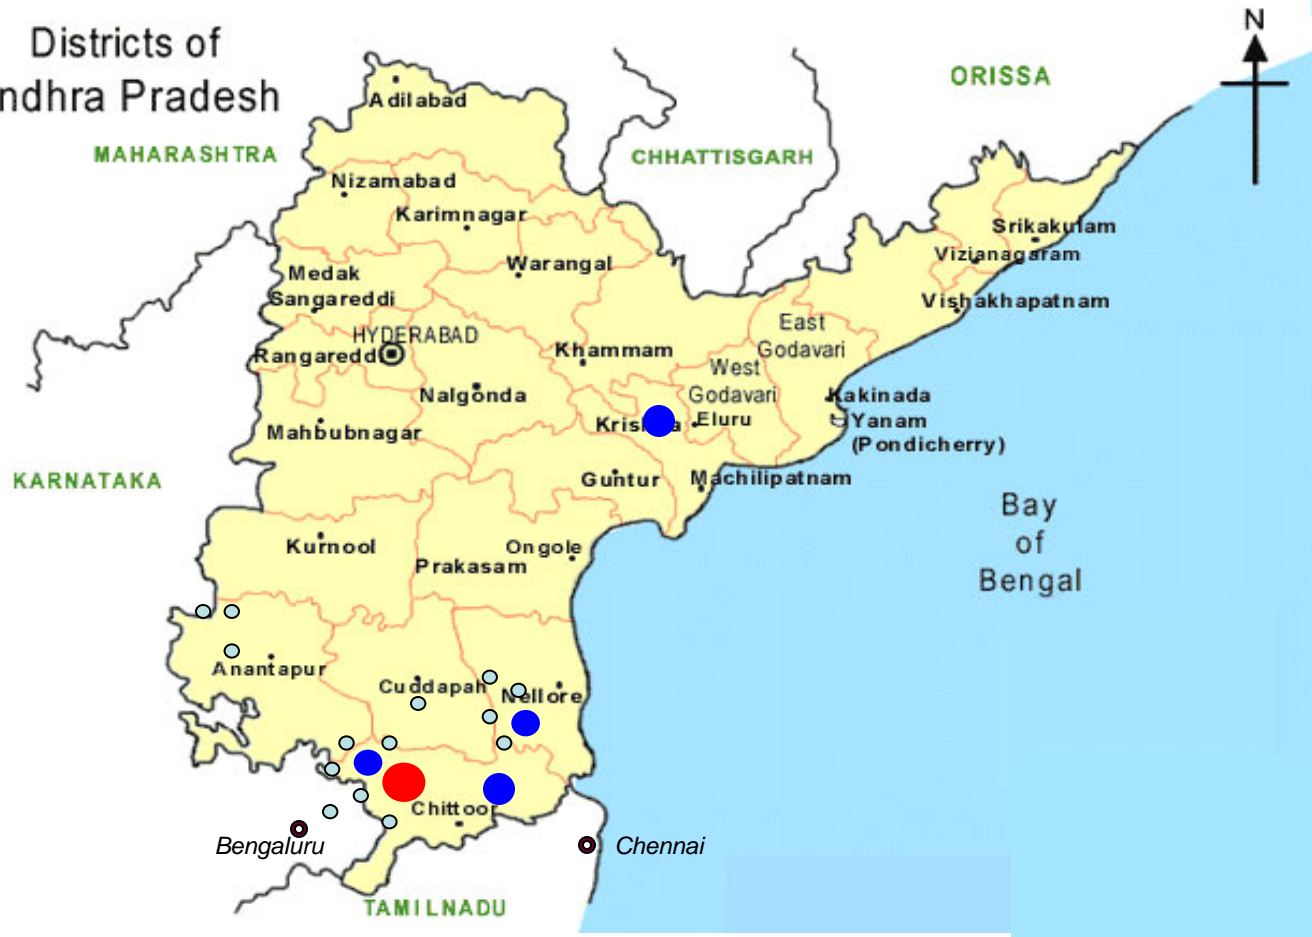 Districts of
ndhra Pradesh
N
ORISSA
MAHARASHTRA
CHHATTISGARH
Adilabad
Nizamabad
Karimnagar
Warangal
Medak
Sangareddi
HYDERABAD
Rangareddi
Nalgonda
Mahbubnagar
Khammam
Srikakulam
Vizianagaram
Vishakhapatnam
East
Godavari
West
Godavari
Eluru
Kakinada
Yanam
(Pondicherry)
Krishna
Guntur
Machilipatnam
KARNATAKA
Kurnool
Ongole
Prakasam
Bay
of
Bengal
Anantapur
Cuddapah
Nellore
Chittoor
Bengaluru
Chennai
TAMILNADU